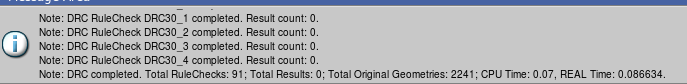 Note: DRC RuleCheck DRC30_1 completed. Result count: 0.
Note: DRC RuleCheck DRC30_2 completed. Result count: 0.
Note: DRC RuleCheck DRC30_3 completed. Result count: 0.
Note: DRC RuleCheck DRC30_4 completed. Result count: 0.
Note: DRC completed. Total RuleChecks: 91; Total Results: 0; Total Original Geometries: 2241; CPU Time: 0.07, REAL Time: 0.086634.